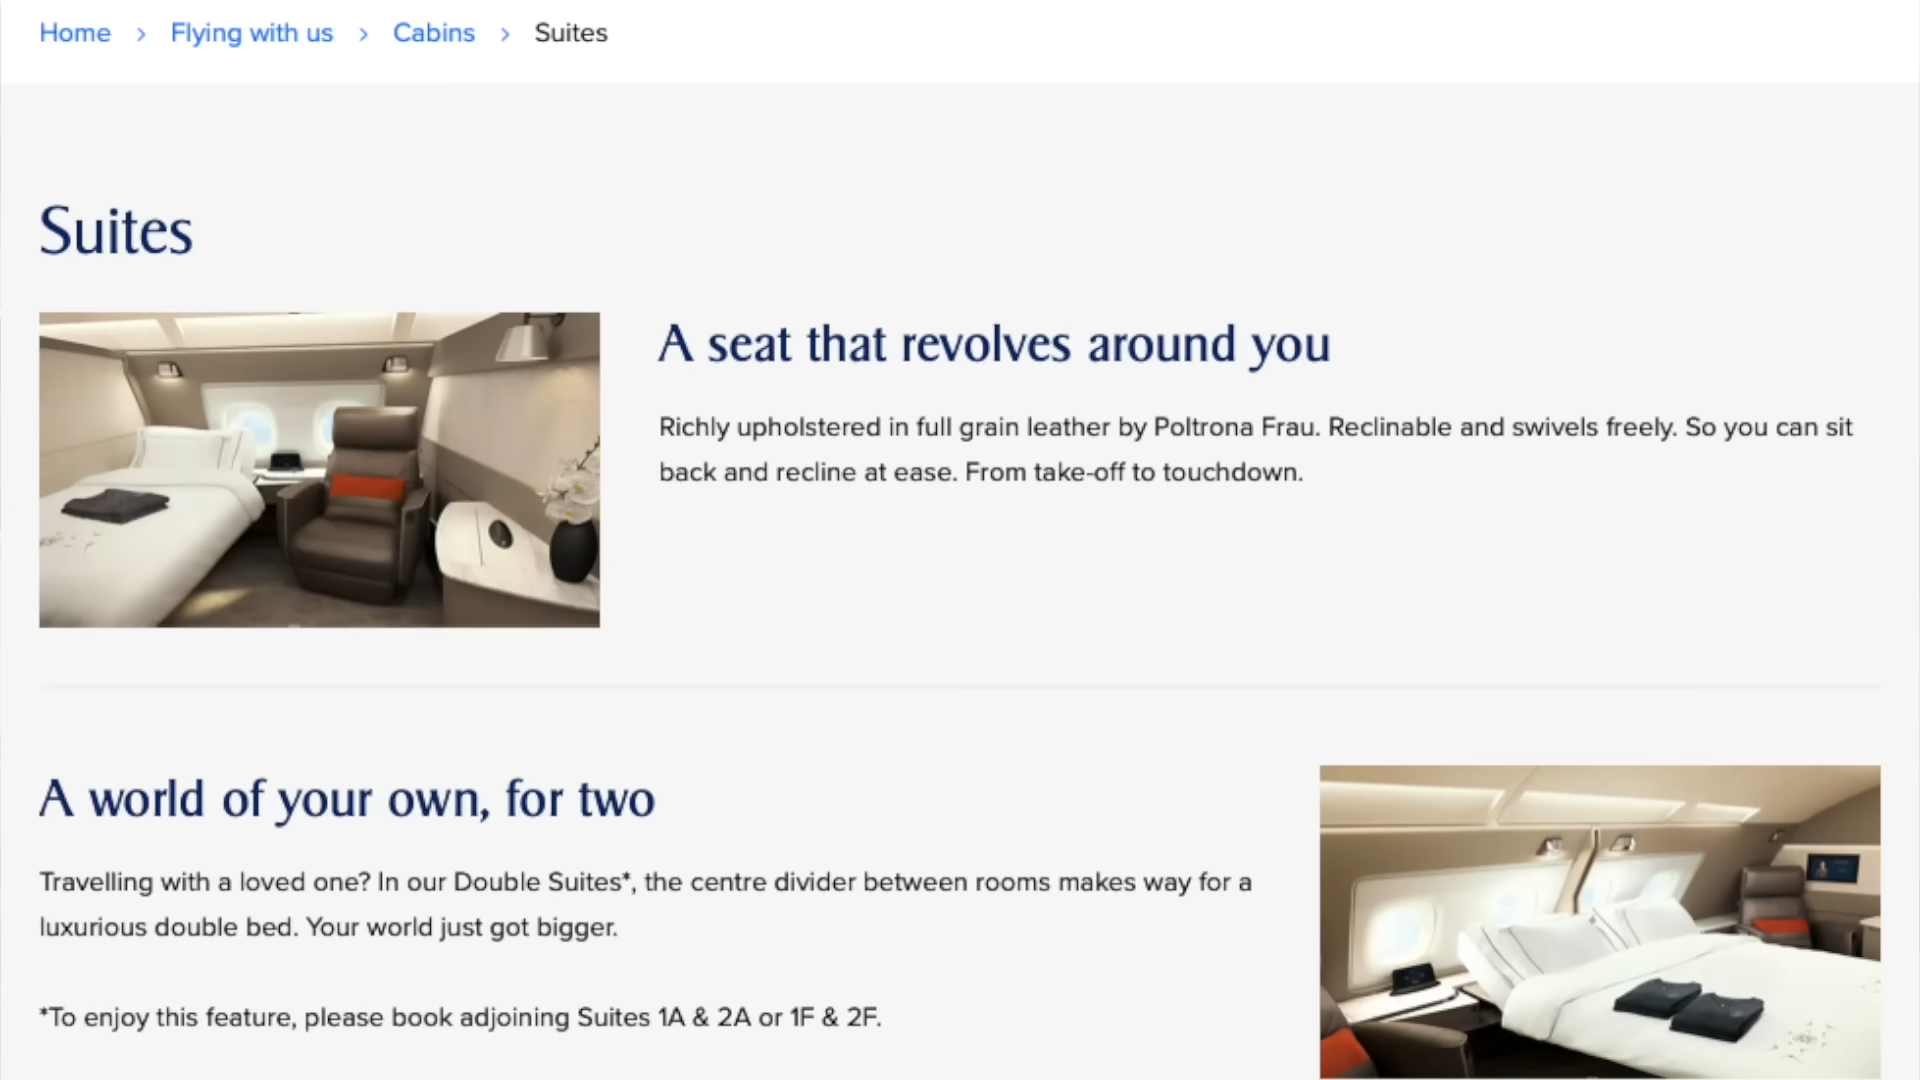 Home > Flying with us > Cabins > Suites
Suites
A seat that revolves around you
Richly upholstered in full grain leather by Poltrona Frau. Reclinable and swivels freely. So you can sit
back and recline at ease. From take-off to touchdown.
A world of your own, for two
Travelling with a loved one? In our Double Suites*, the centre divider between rooms makes way for a
luxurious double bed. Your world just got bigger.
*To enjoy this feature, please book adjoining Suites 1A & 2A or 1F & 2F.